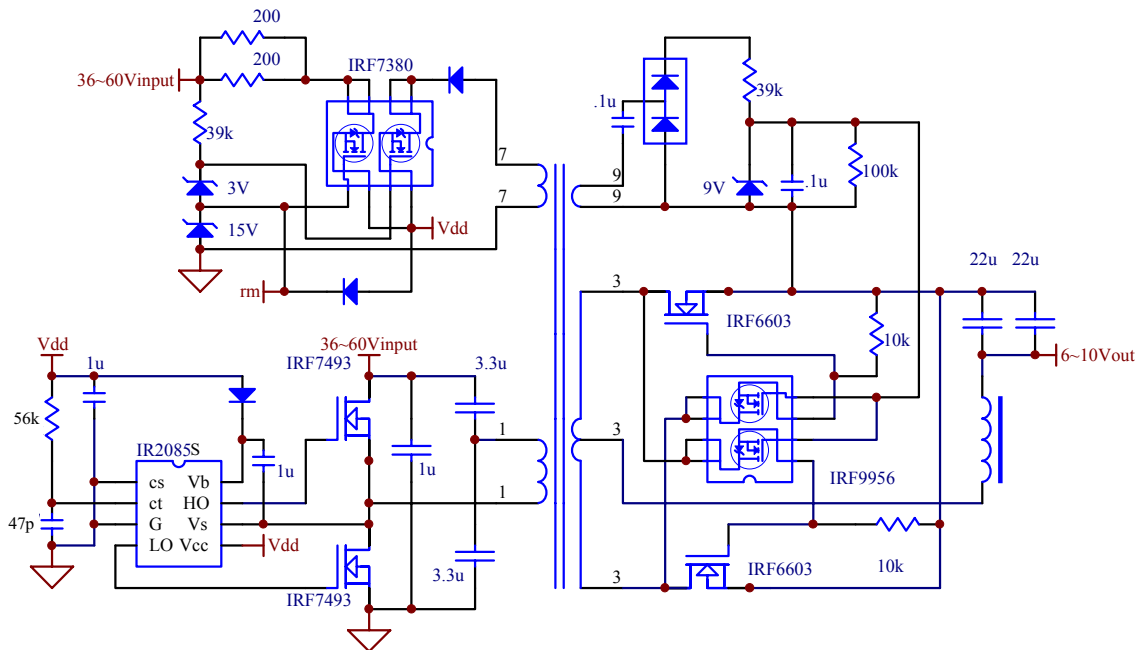 200
200
IRF7380
36~60Vinput
39k
3V
15V
Vdd
rm
7
7
.1u
39k
9
9
9V
.1u
100k
22u 22u
3
IRF6603
10k
6~10Vout
Vdd
1u
IRF7493
36~60Vinput
3.3u
56k
IR2085S
1u
cs Vb
ct HO
G Vs
LO Vcc
47p
Vdd
1u
1
1
3
IRF9956
3.3u
IRF7493
3
IRF6603
10k